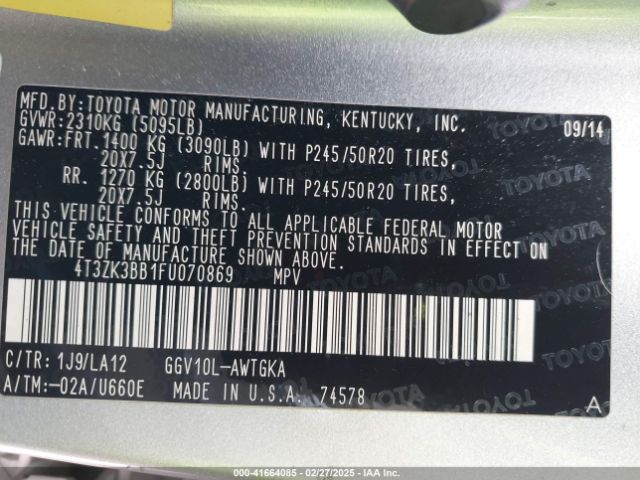 MFD.BY:TOYOTA MOTOR MANUFACTURING, KENTUCKY, INC. 09/14
GVWR:2310KG (5095LB)
GAWR:FRT.1400 KG (3090LB) WITH P245/50R20 TIRES,
20X7.5J RIMS.
RR. 1270 KG (2800LB) WITH P245/50R20 TIRES,
20X7.5J RIMS.
THIS VEHICLE CONFORMS TO ALL APPLICABLE FEDERAL MOTOR
VEHICLE SAFETY AND THEFT PREVENTION STANDARDS IN EFFECT ON
THE DATE OF MANUFACTURE SHOWN ABOVE.
4T3ZK3BB1FU070869 MPV
C/TR: 1J9/LA12 GGV10L-AWTGKA
A/TM:-02A/U660E MADE IN U.S.A. 74578 A
000-41664085 - 02/27/2025 - IAA, Inc.